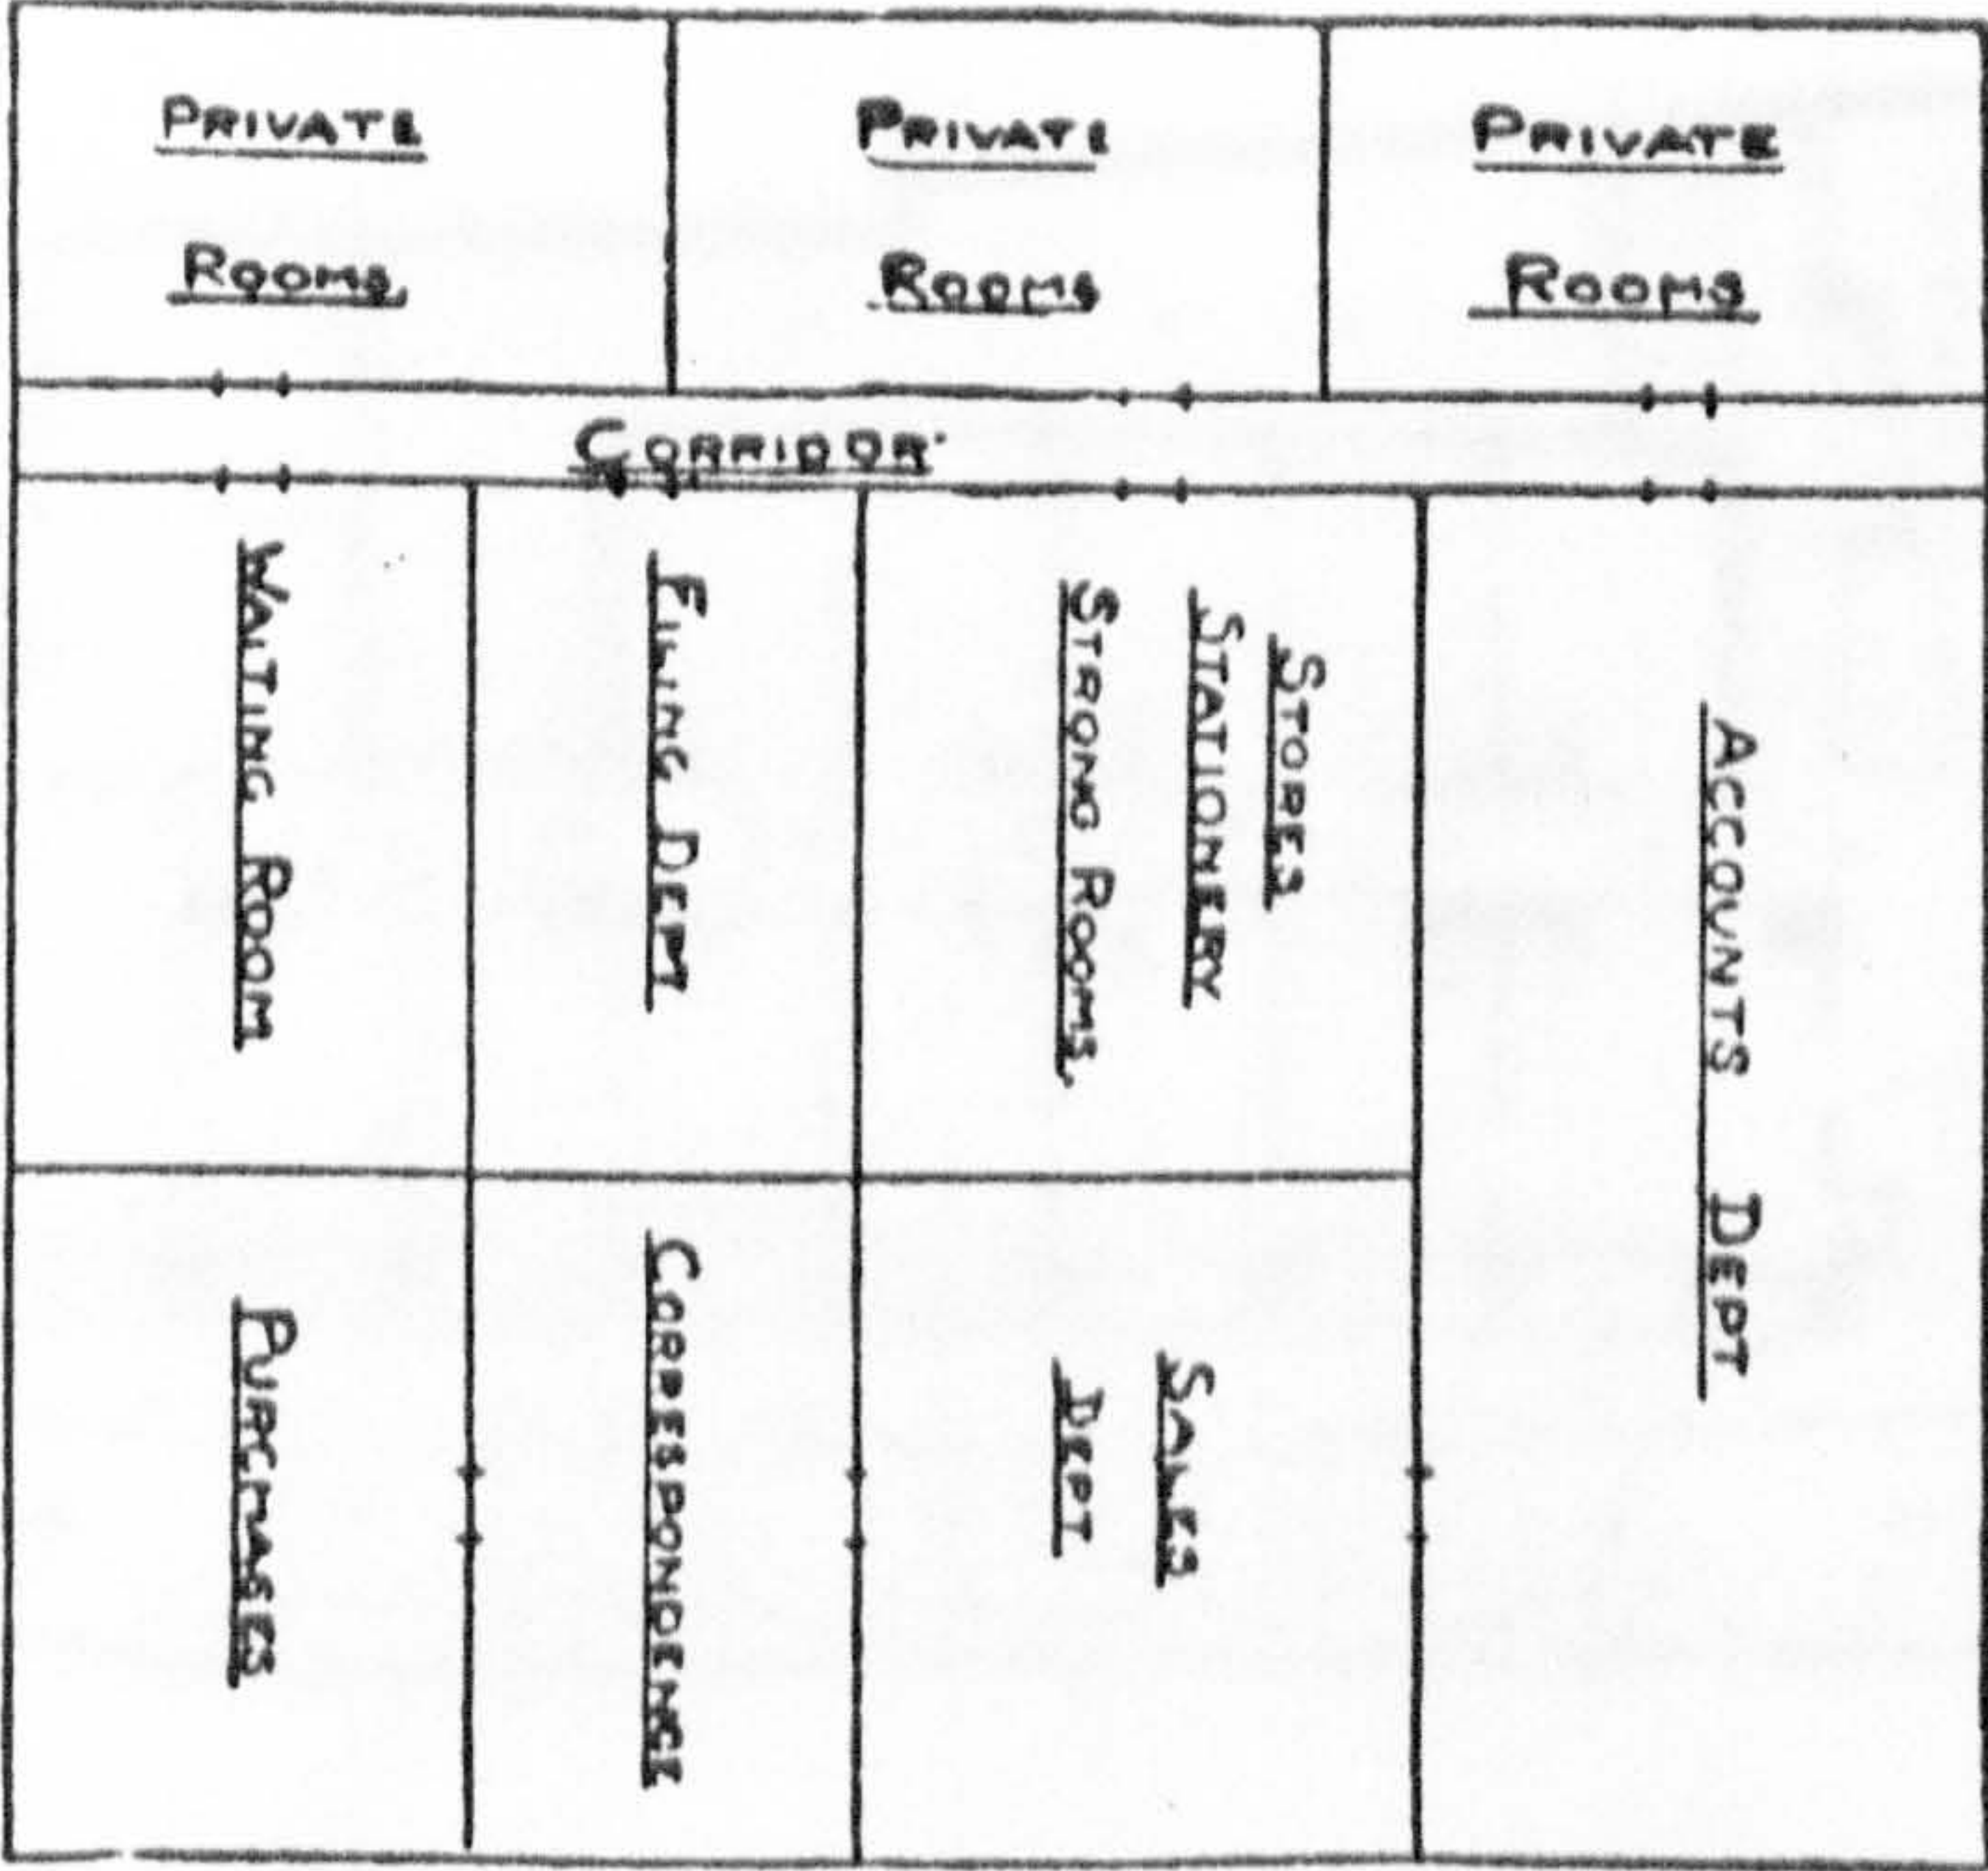 PRIVATE
ROOMS
PRIVATE
ROOMS
PRIVATE
ROOMS
CORRIDOR
WAITING ROOM
FILING DEPT
STORES
STATIONERY
STRONG ROOMS
ACCOUNTS DEPT
PURCHASES
CORRESPONDENCE
SALES
DEPT